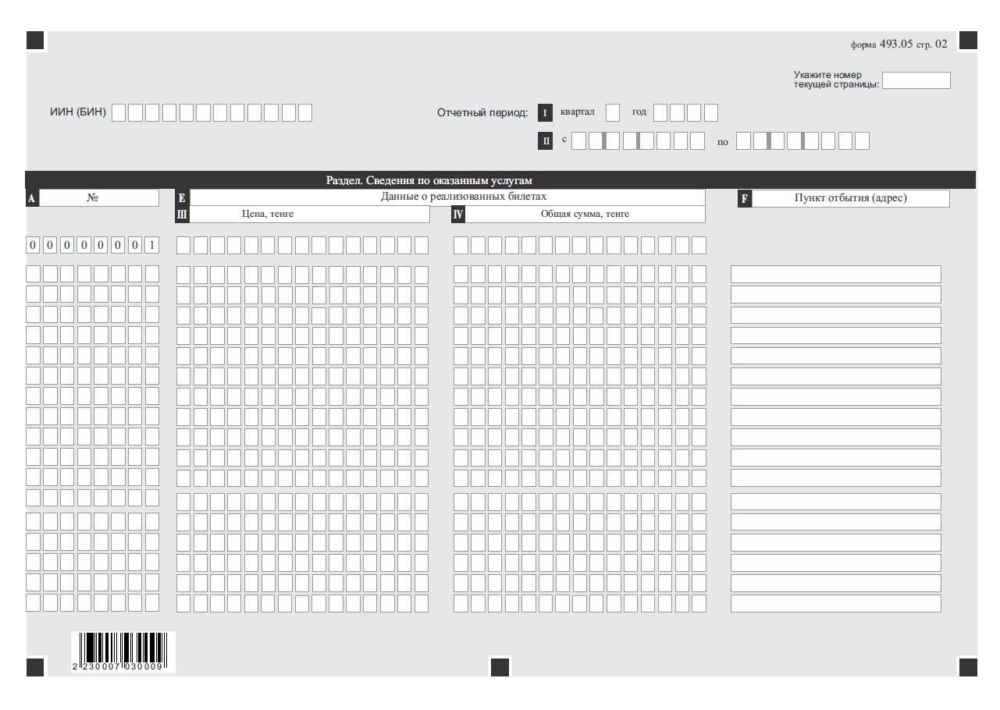 форма 493.05 стр. 02
Укажите номер
текущей страницы:
ИИН (БИН)
Отчетный период: I квартал год
II с по
Раздел. Сведения по оказанным услугам
A № E Данные о реализованных билетах F Пункт отбытия (адрес)
III Цена, тенге IV Общая сумма, тенге
0 0 0 0 0 0 0 1
2 230007 030009